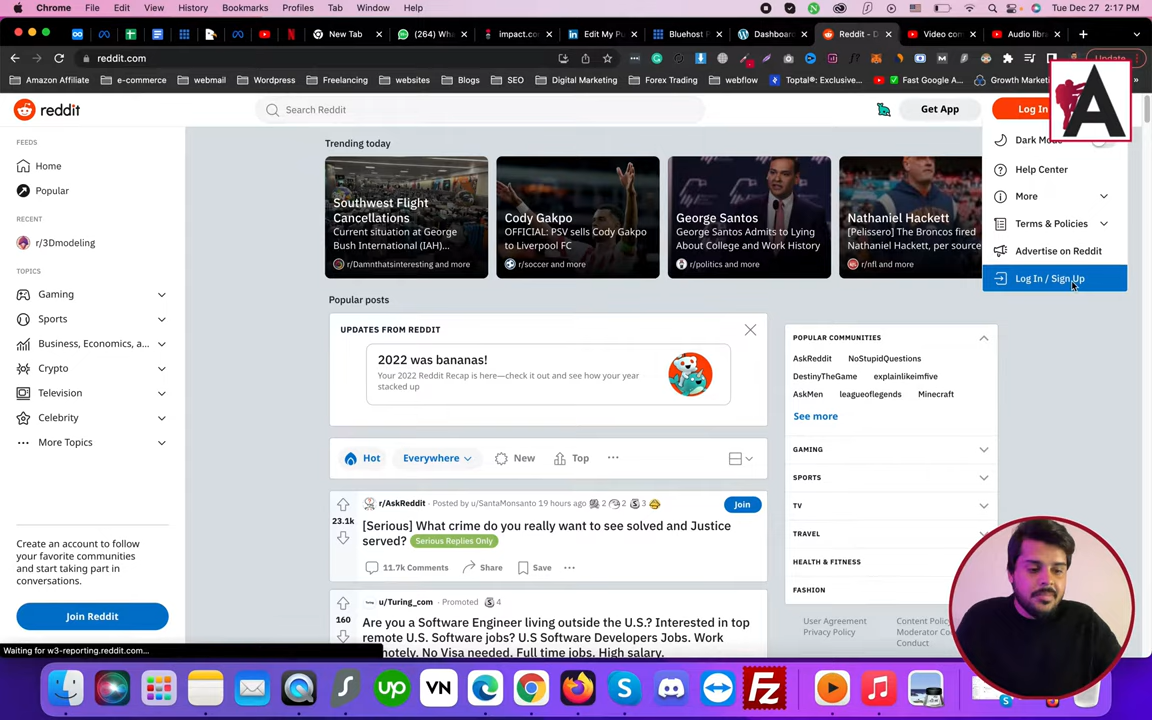 Chrome File Edit View History Bookmarks Profiles Tab Window Help Tue Dec 27 2:17 PM
New Tab (264) Wh impact.com Edit My P Bluehost P Dashboard Reddit - D Video com Audio libra
reddit.com Update
Amazon Affiliate e-commerce webmail Wordpress Freelancing websites Blogs SEO Digital Marketing Forex Trading webflow Toptal®: Exclusive... Fast Google A... Growth Market
reddit Search Reddit Get App Log In
A
FEEDS
Home
Popular
RECENT
r/3Dmodeling
TOPICS
Gaming
Sports
Business, Economics, a...
Crypto
Television
Celebrity
More Topics
Create an account to follow
your favorite communities
and start taking part in
conversations.
Join Reddit
Waiting for w3-reporting.reddit.com...
Trending today
Southwest Flight
Cancellations
Current situation at George
Bush International (IAH)...
r/Damnthatsinteresting and more
Cody Gakpo
OFFICIAL: PSV sells Cody Gakpo
to Liverpool FC
r/soccer and more
George Santos
George Santos Admits to Lying
About College and Work History
r/politics and more
Nathaniel Hackett
[Pelissero] The Broncos fired
Nathaniel Hackett, per source
r/nfl and more
Dark Mode
Help Center
More
Terms & Policies
Advertise on Reddit
Log In / Sign Up
Popular posts
UPDATES FROM REDDIT
2022 was bananas!
Your 2022 Reddit Recap is here—check it out and see how your year
stacked up
Hot Everywhere New Top
r/AskReddit · Posted by u/SantaMonsanto 19 hours ago 2 2 3 Join
23.1k
[Serious] What crime do you really want to see solved and Justice
served? Serious Replies Only
11.7k Comments Share Save
u/Turing_com · Promoted 4
160
Are you a Software Engineer living outside the U.S.? Interested in top
remote U.S. Software jobs? U.S Software Developers Jobs. Work
motely. No Visa needed. Full time jobs. High salary.
POPULAR COMMUNITIES
AskReddit NoStupidQuestions
DestinyTheGame explainlikeimfive
AskMen leagueoflegends Minecraft
See more
GAMING
SPORTS
TV
TRAVEL
HEALTH & FITNESS
FASHION
User Agreement Content Polic
Privacy Policy Moderator Co
Conduct
up VN Fz